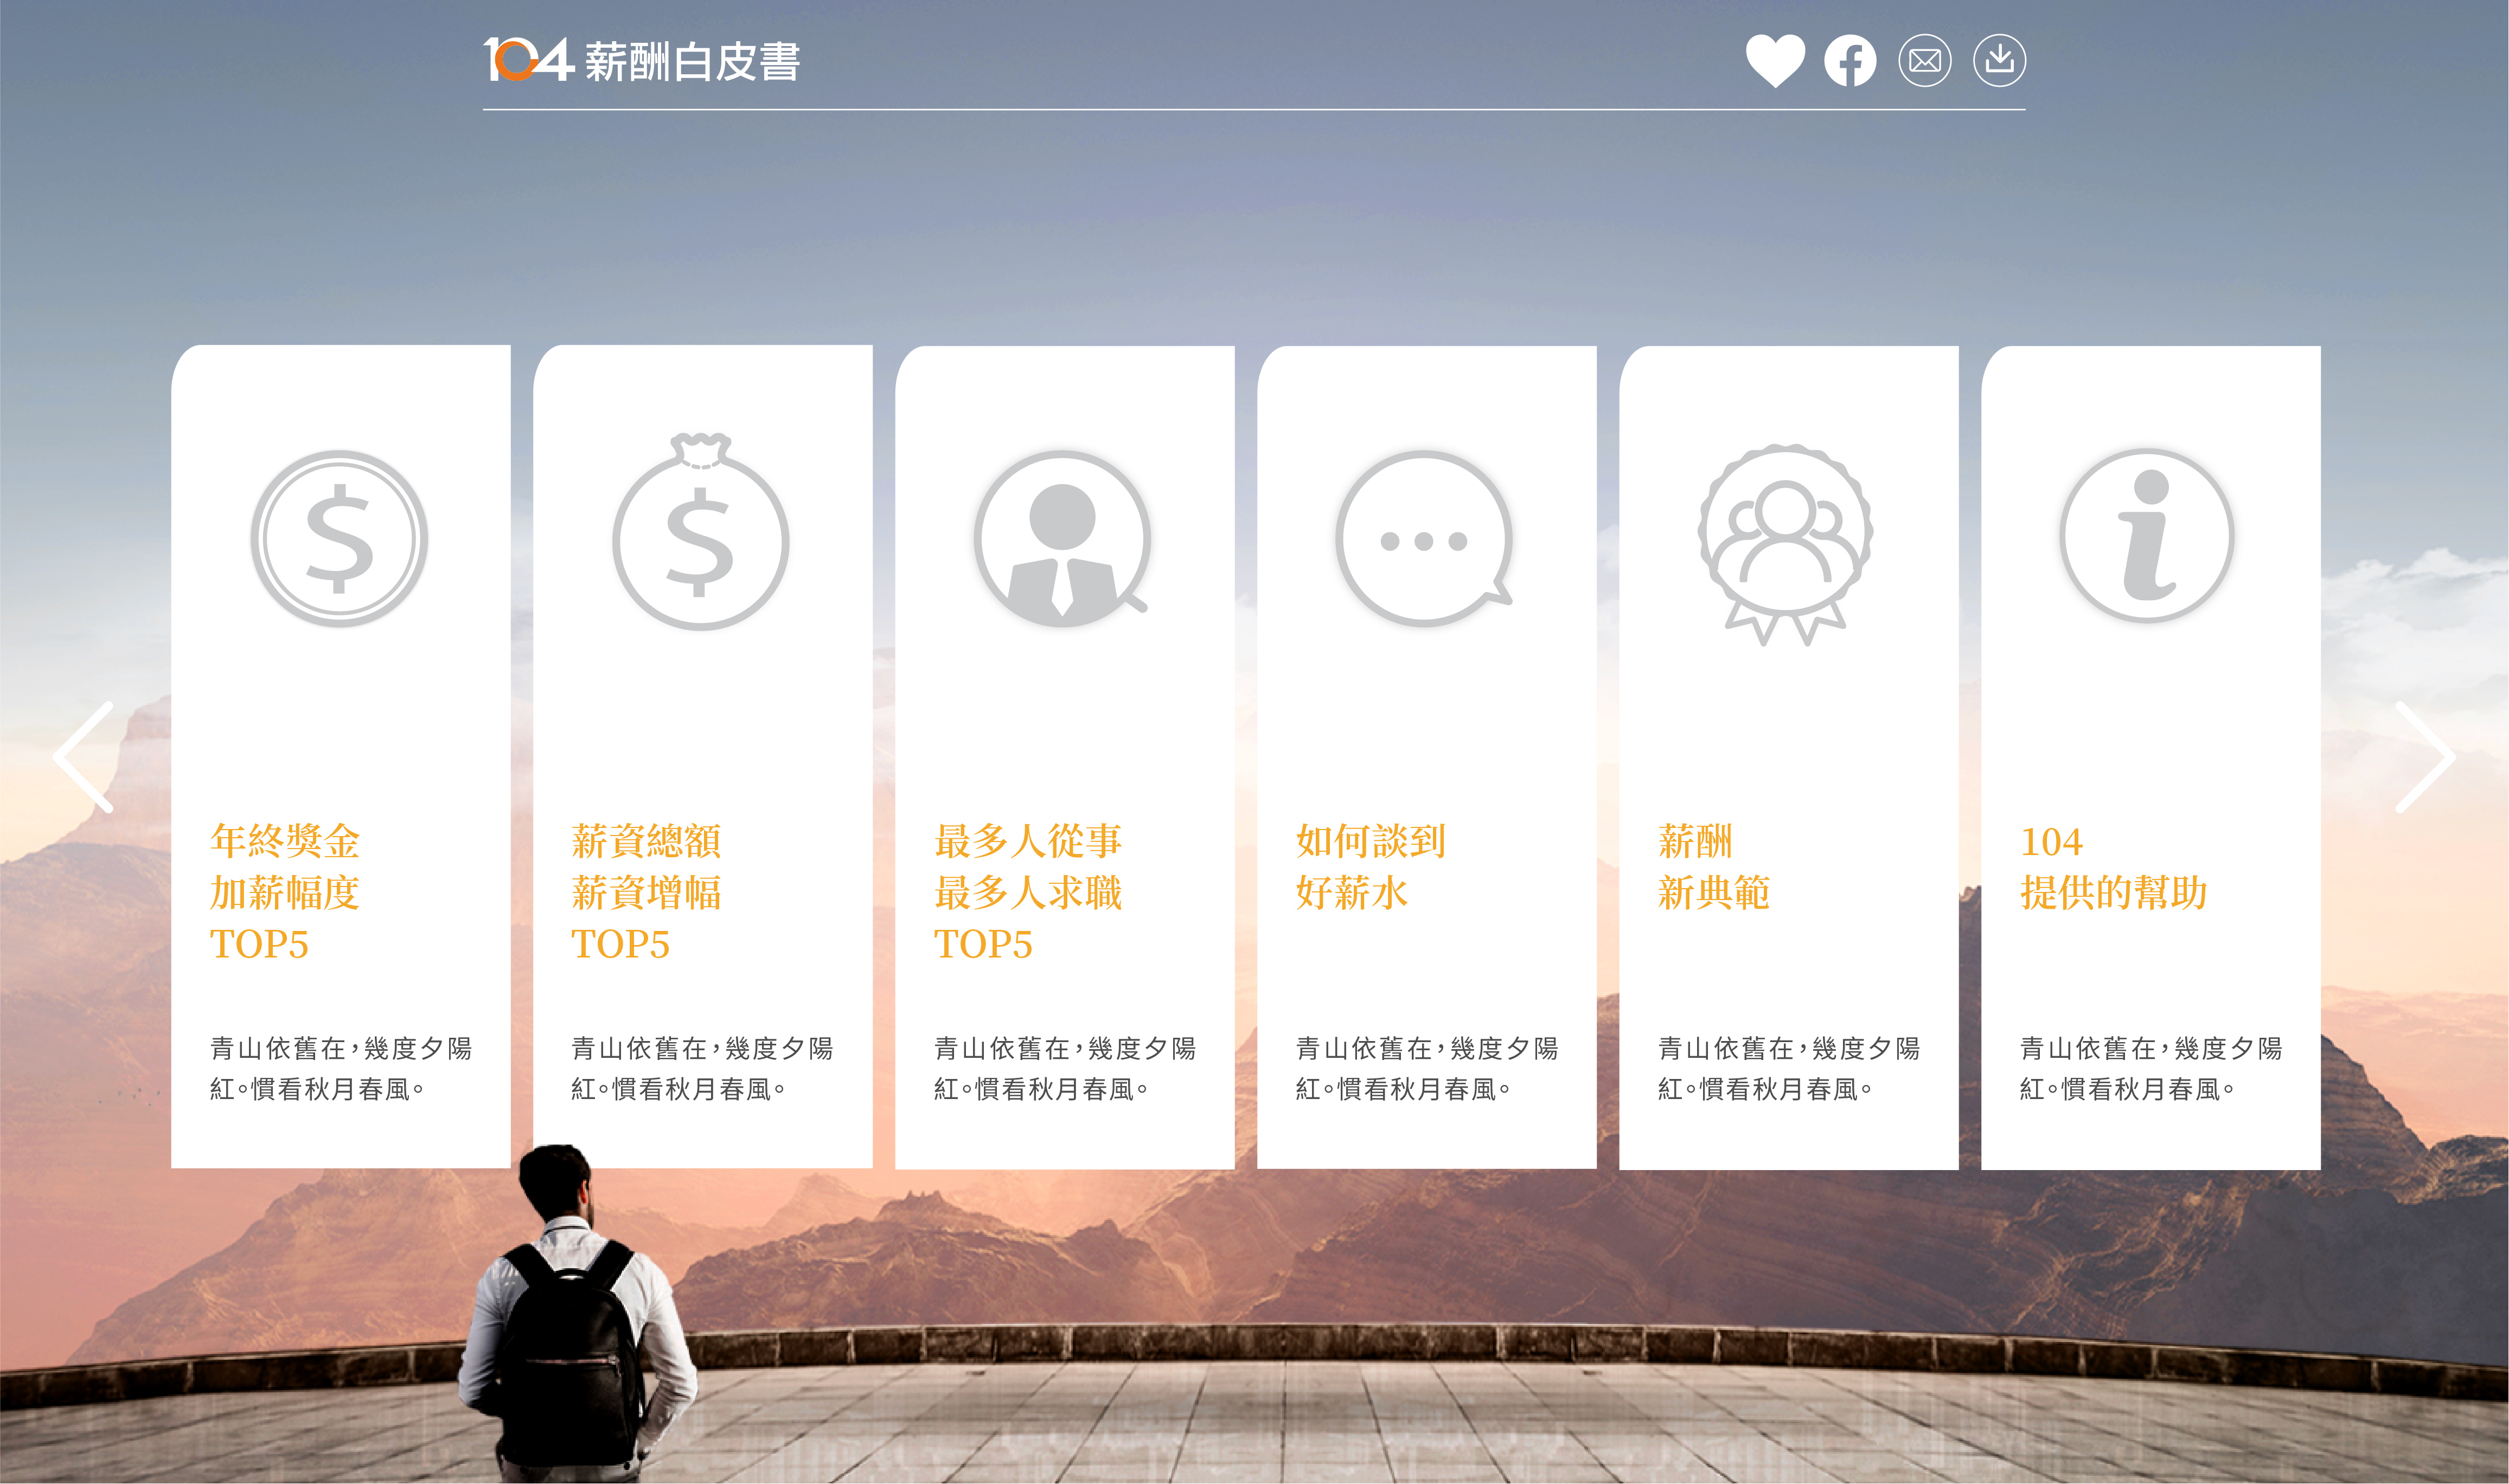 104 薪酬白皮書
年終獎金
加薪幅度
TOP5
青山依舊在，幾度夕陽
紅。慣看秋月春風。
薪資總額
薪資增幅
TOP5
青山依舊在，幾度夕陽
紅。慣看秋月春風。
最多人從事
最多人求職
TOP5
青山依舊在，幾度夕陽
紅。慣看秋月春風。
如何談到
好薪水
青山依舊在，幾度夕陽
紅。慣看秋月春風。
薪酬
新典範
青山依舊在，幾度夕陽
紅。慣看秋月春風。
104
提供的幫助
青山依舊在，幾度夕陽
紅。慣看秋月春風。